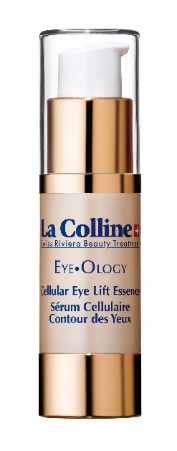 La Colline
Swiss Riviera Beauty Treatment
EYE•OLOGY
Cellular Eye Lift Essence
Sérum Cellulaire
Contour des Yeux